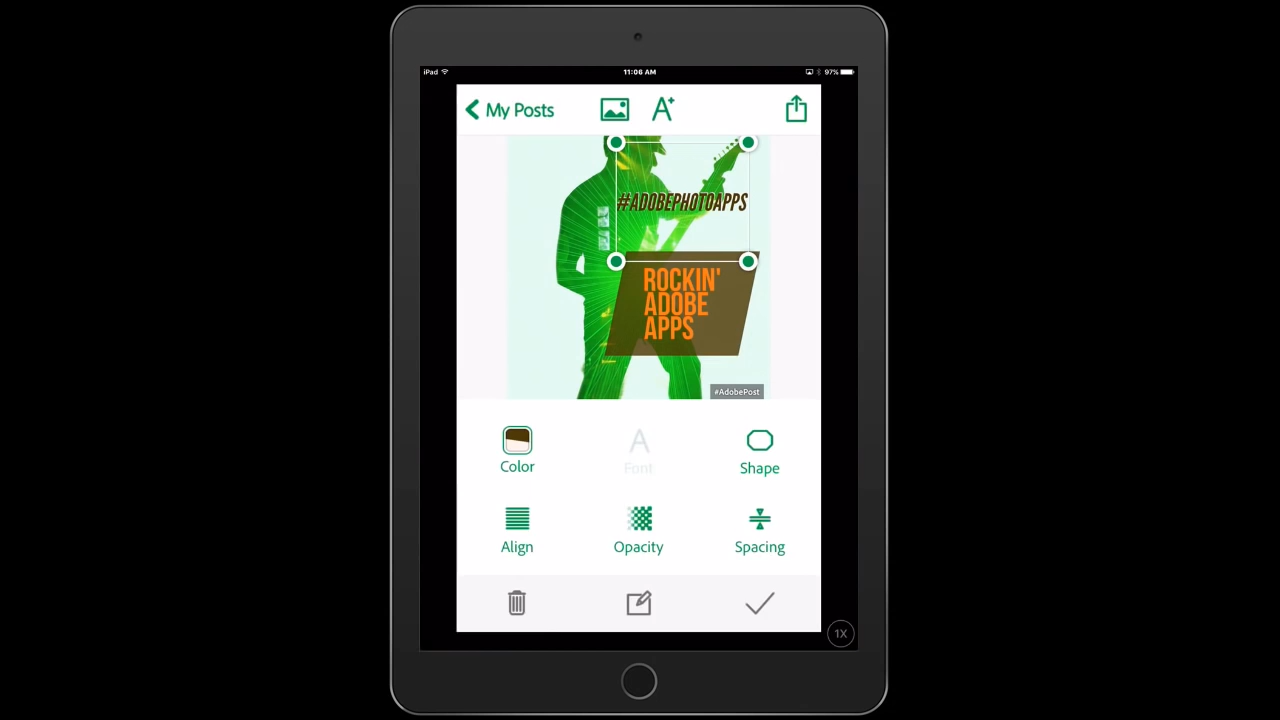 iPad
11:06 AM
97%
My Posts
A+
#ADOBEPHOTOAPPS
ROCKIN'
ADOBE
APPS
#AdobePost
Color
A
Font
Shape
Align
Opacity
Spacing
1X